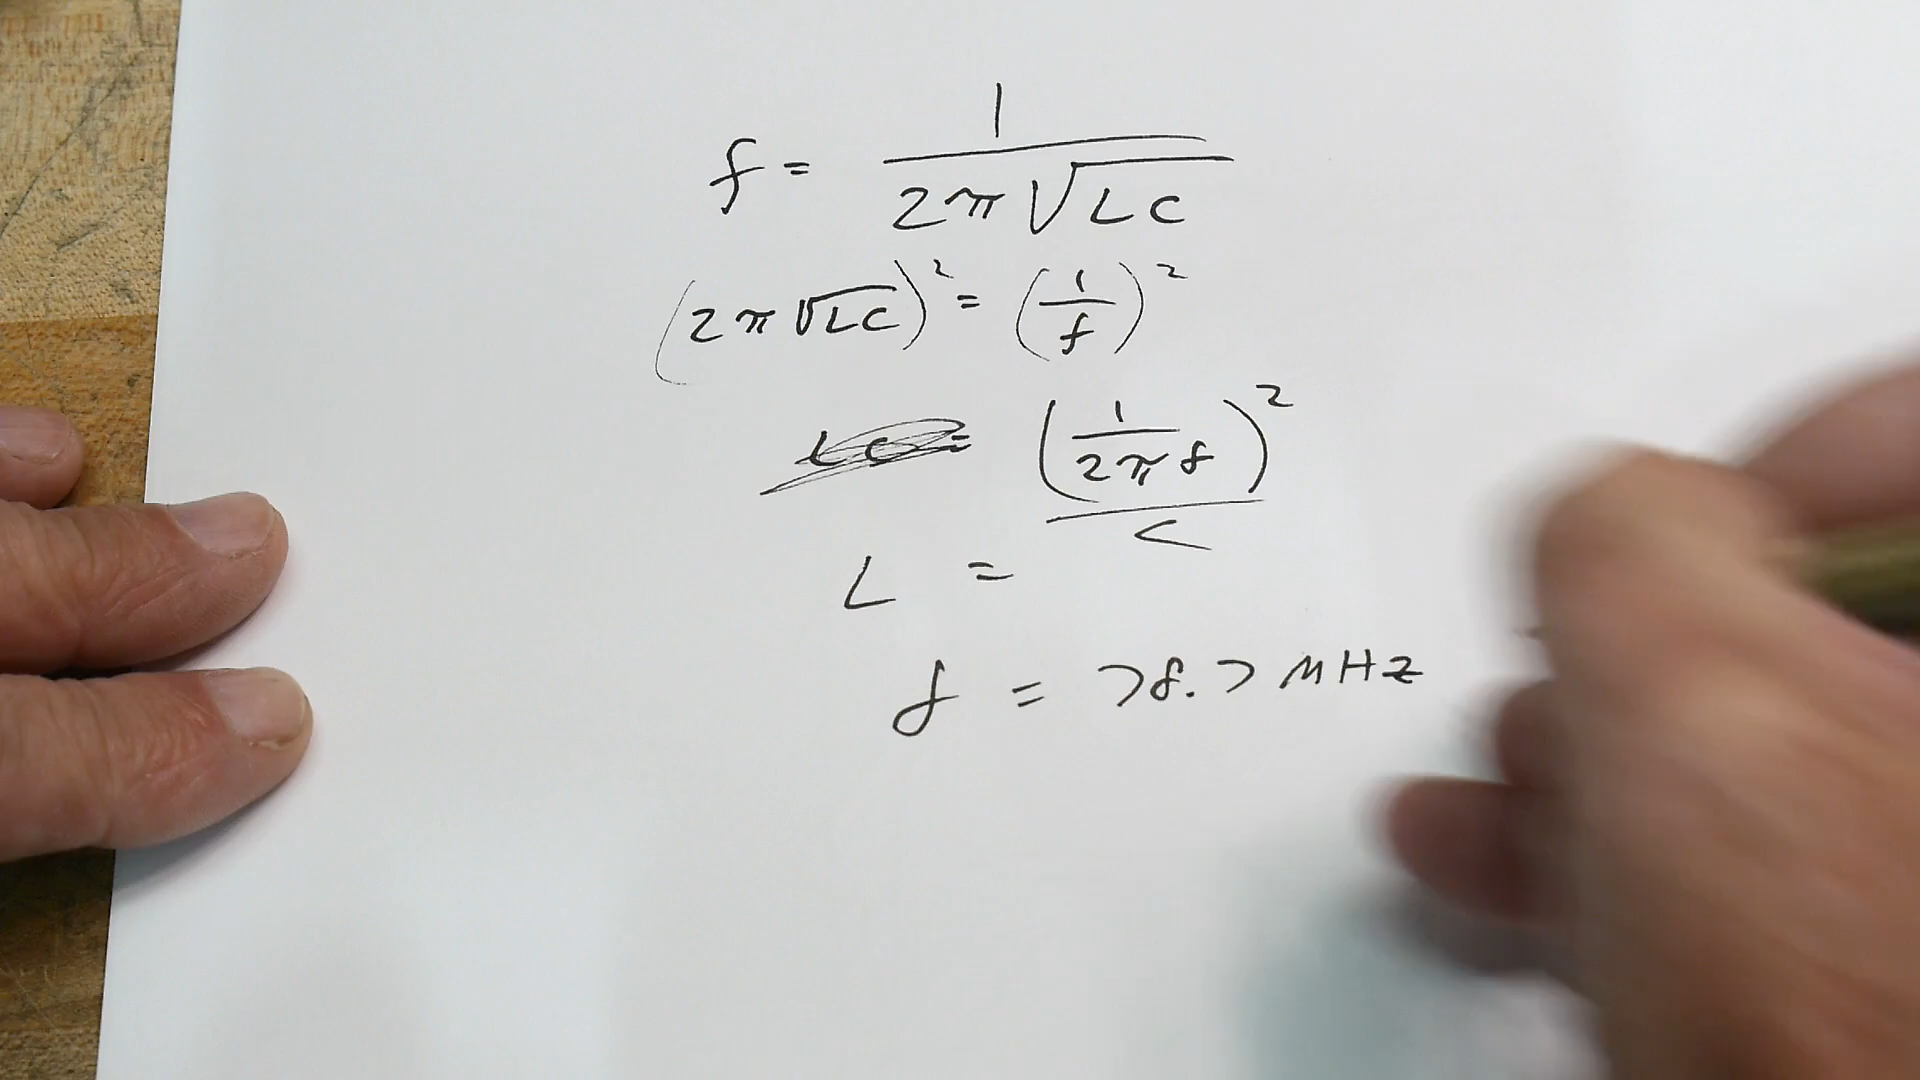 f = 1 / (2π√LC)
(2π√LC)² = (1/f)²
LC = (1/2πf)²
L = / C
f = 78.7 MHz